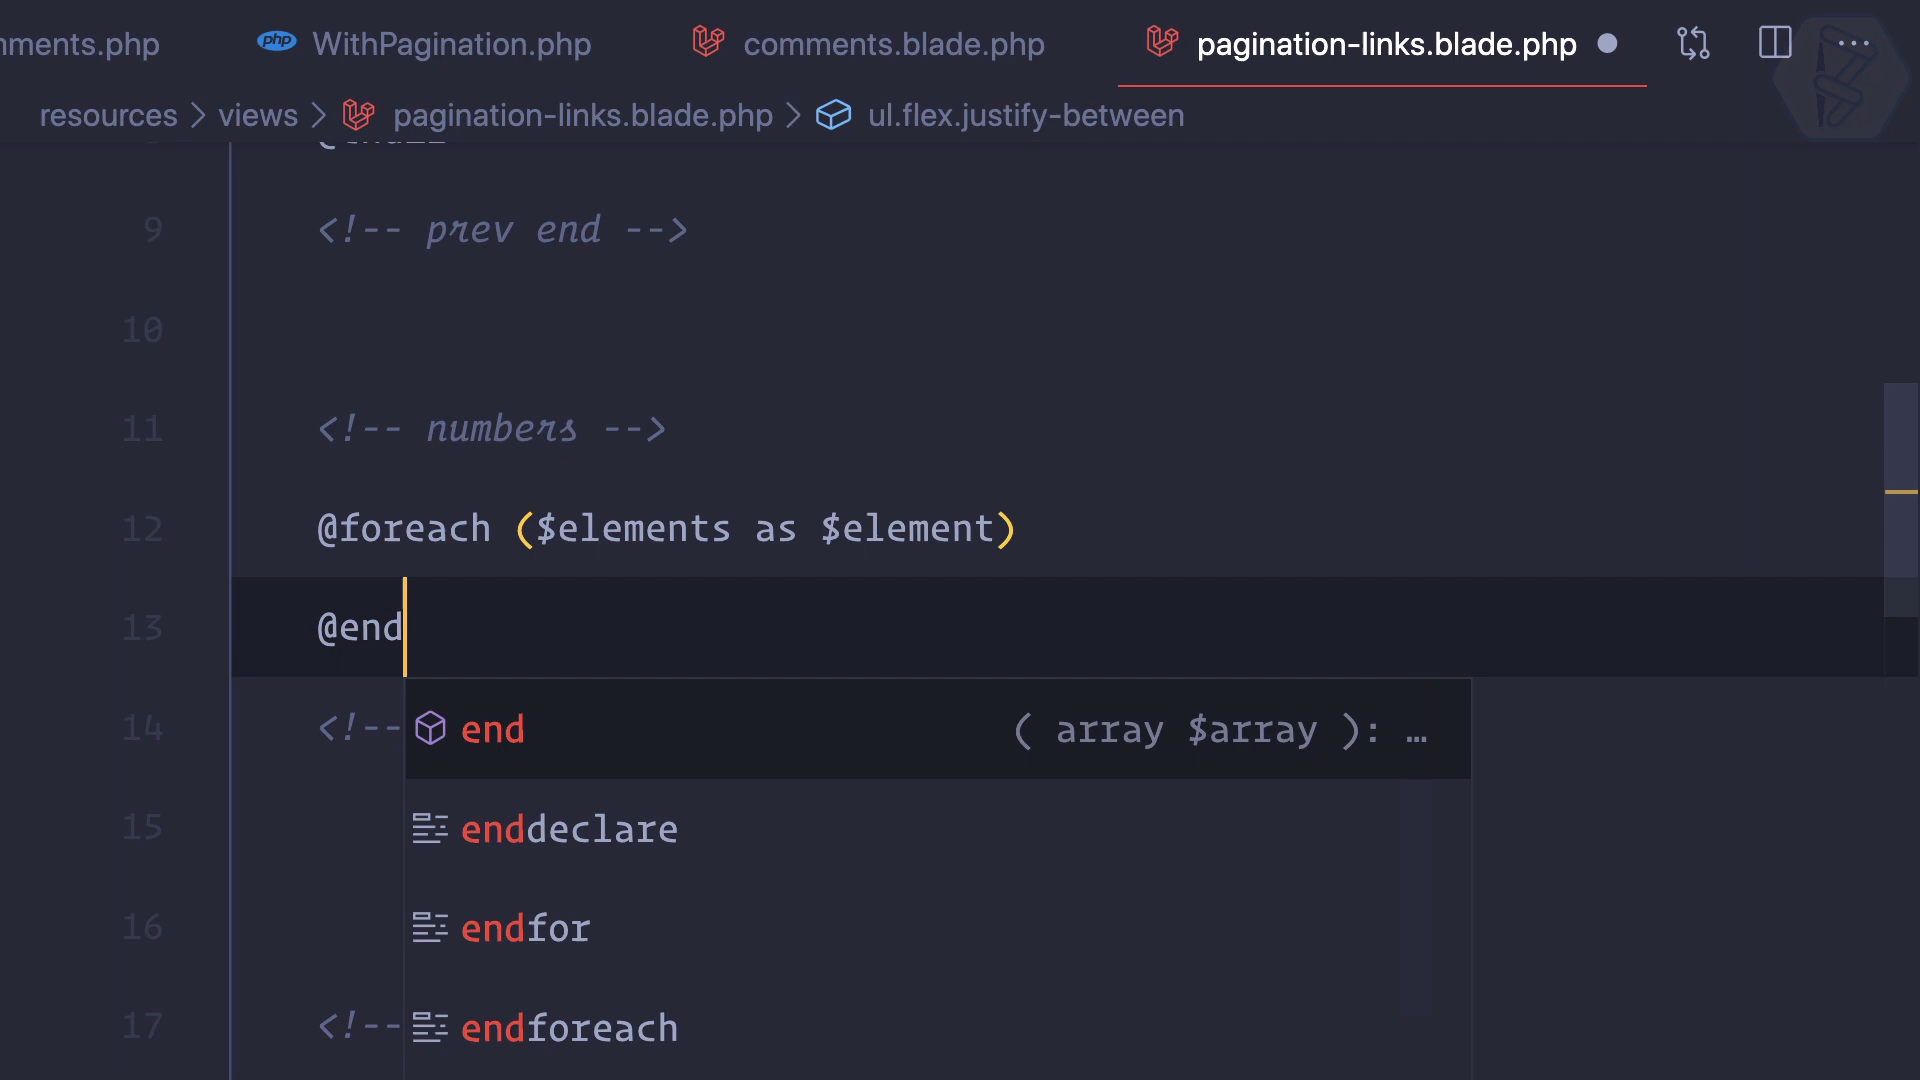 mments.php
php WithPagination.php
comments.blade.php
pagination-links.blade.php
resources > views > pagination-links.blade.php > ul.flex.justify-between
9 <!-- prev end -->
10
11 <!-- numbers -->
12 @foreach ($elements as $element)
13 @end
14 <!--
end ( array $array ): …
15
enddeclare
16
endfor
17 <!--
endforeach